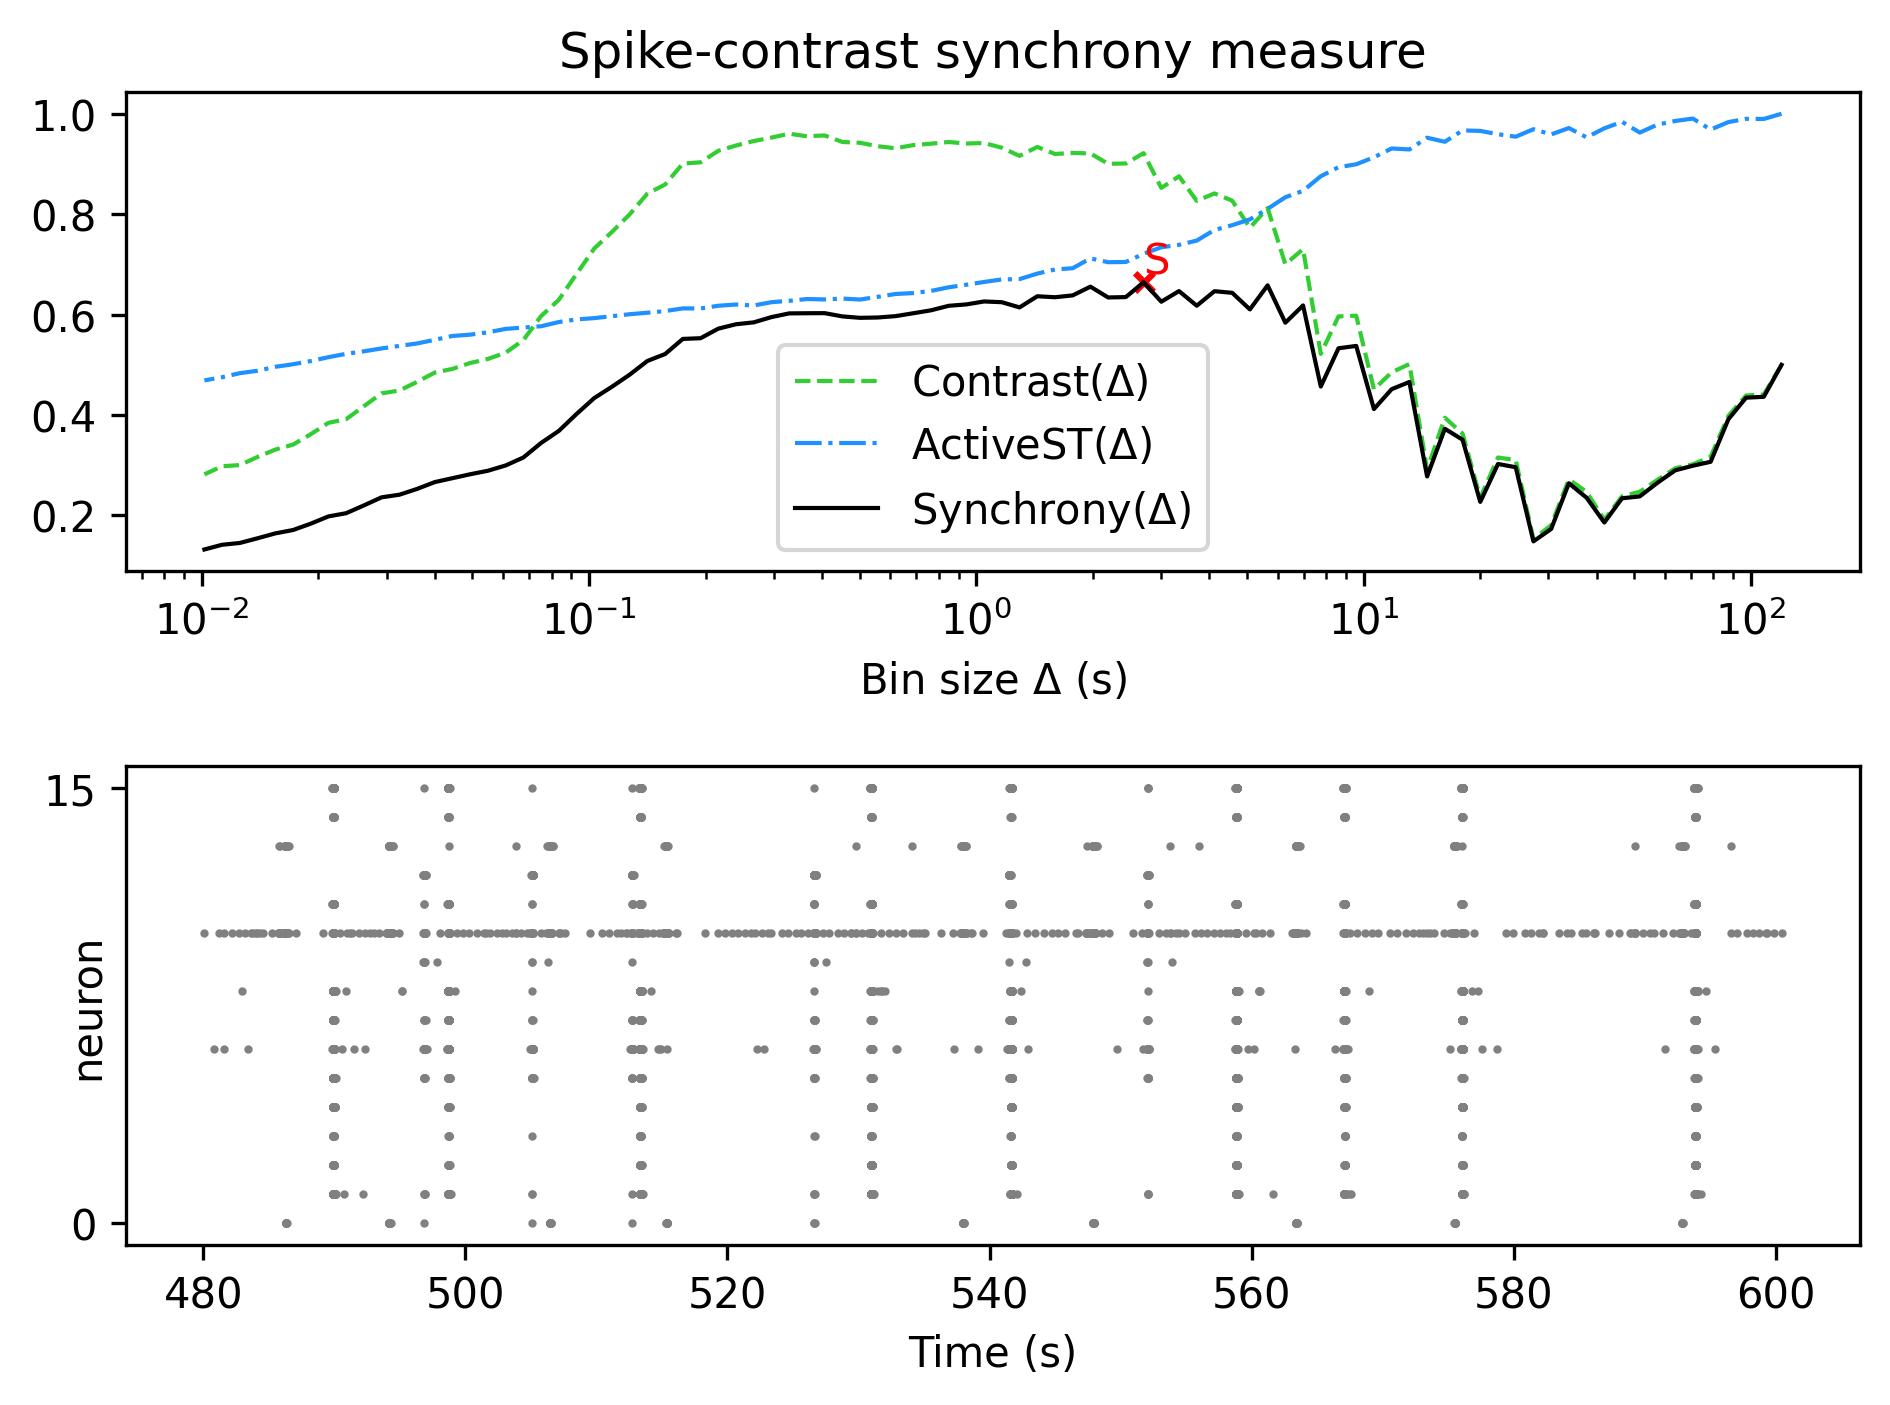 Spike-contrast synchrony measure
1.0
0.8
0.6
0.4
0.2
S
Contrast(Δ)
ActiveST(Δ)
Synchrony(Δ)
10⁻² 10⁻¹ 10⁰ 10¹ 10²
Bin size Δ (s)
15
neuron
0
480 500 520 540 560 580 600
Time (s)